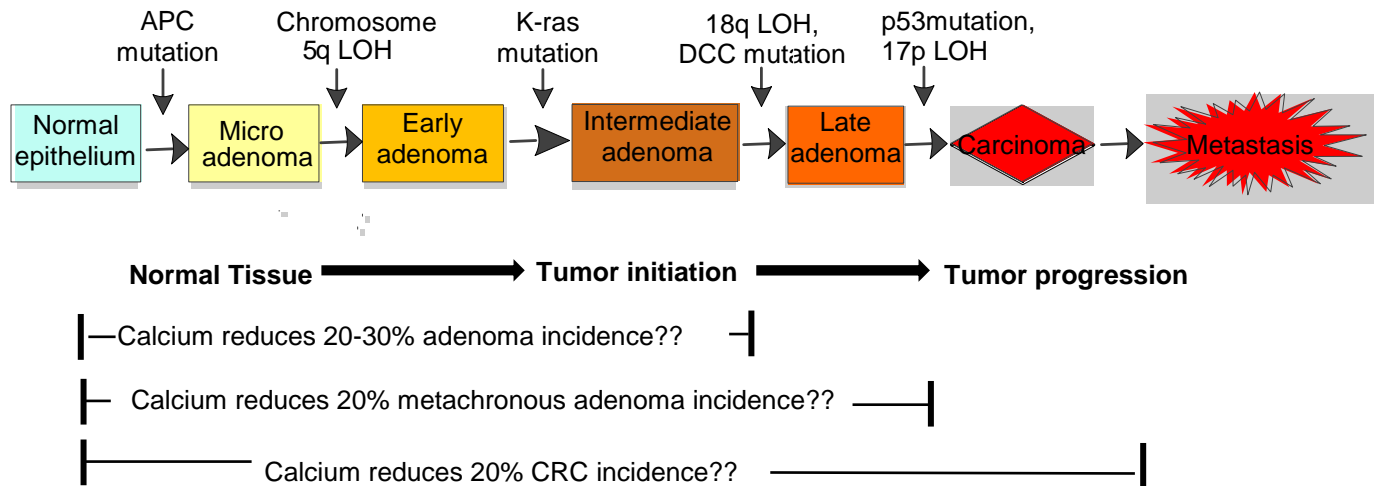 APC
mutation
Chromosome
5q LOH
K-ras
mutation
18q LOH,
DCC mutation
p53mutation,
17p LOH
Normal
epithelium
Micro
adenoma
Early
adenoma
Intermediate
adenoma
Late
adenoma
Carcinoma
Metastasis
Normal Tissue
Tumor initiation
Tumor progression
Calcium reduces 20-30% adenoma incidence??
Calcium reduces 20% metachronous adenoma incidence??
Calcium reduces 20% CRC incidence??